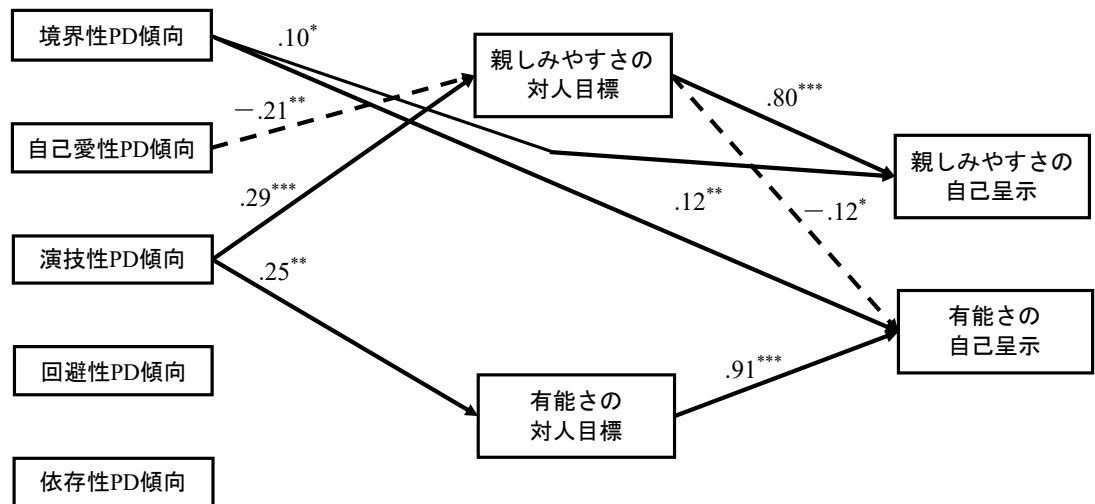 境界性PD傾向
自己愛性PD傾向
演技性PD傾向
回避性PD傾向
依存性PD傾向
.10*
－.21**
.29***
.25**
親しみやすさの
対人目標
有能さの
対人目標
.80***
.12**
－.12*
.91***
親しみやすさの
自己呈示
有能さの
自己呈示